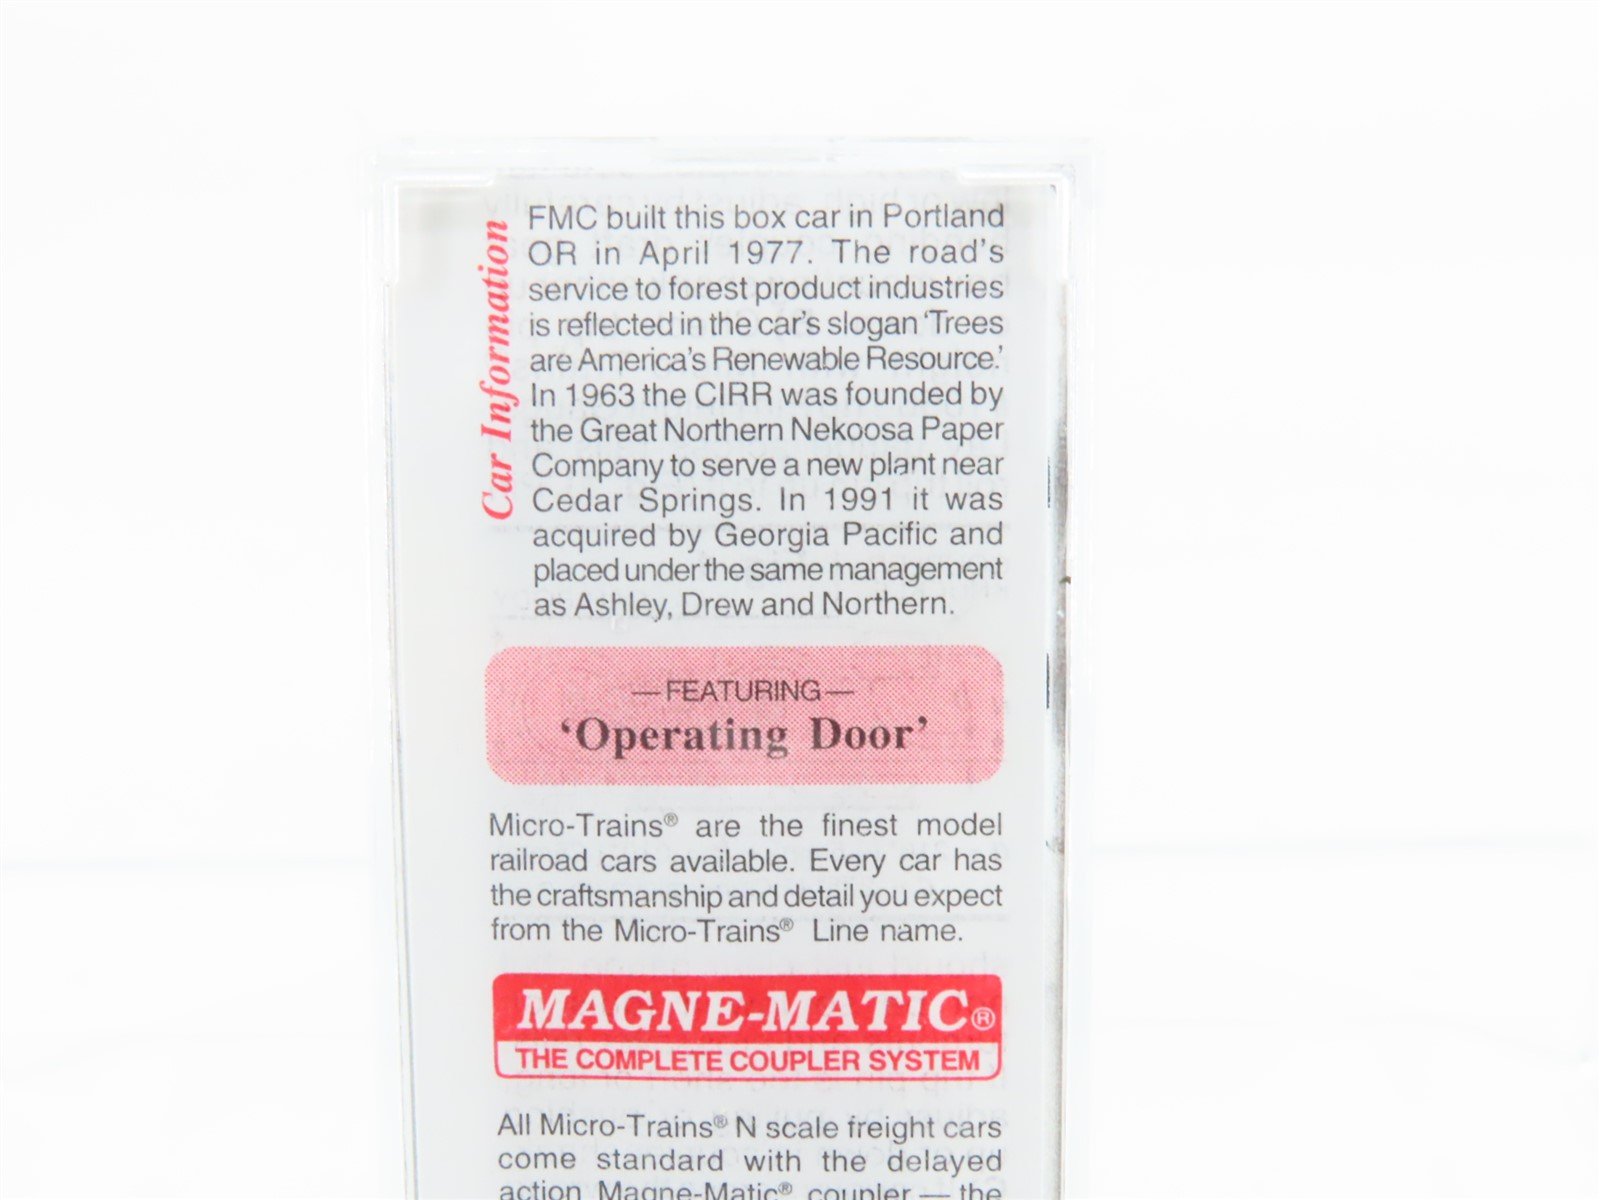 Car Information
FMC built this box car in Portland
OR in April 1977. The road's
service to forest product industries
is reflected in the car's slogan 'Trees
are America's Renewable Resource.'
In 1963 the CIRR was founded by
the Great Northern Nekoosa Paper
Company to serve a new plant near
Cedar Springs. In 1991 it was
acquired by Georgia Pacific and
placed under the same management
as Ashley, Drew and Northern.
—FEATURING—
'Operating Door'
Micro-Trains® are the finest model
railroad cars available. Every car has
the craftsmanship and detail you expect
from the Micro-Trains® Line name.
MAGNE-MATIC®
THE COMPLETE COUPLER SYSTEM
All Micro-Trains® N scale freight cars
come standard with the delayed
action Magne-Matic® coupler — the